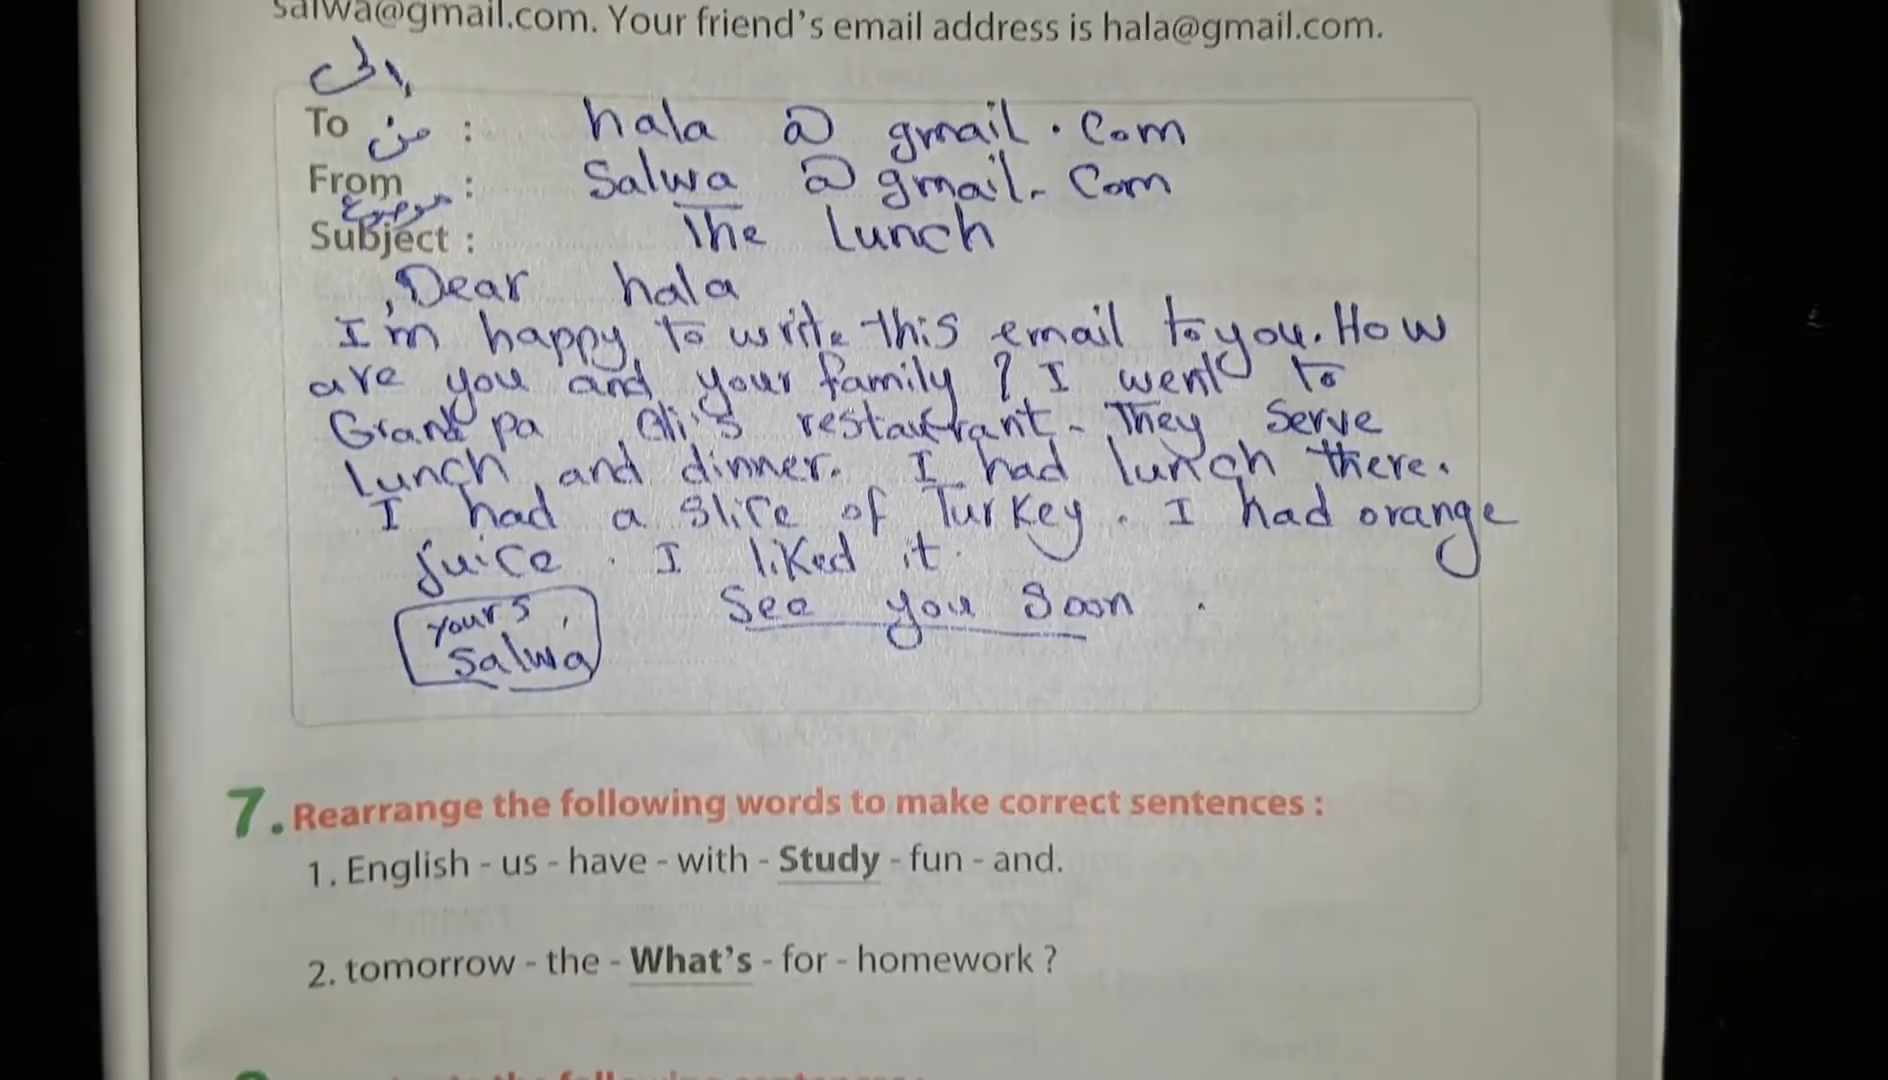 salwa@gmail.com. Your friend's email address is hala@gmail.com.
إلى
To : hala @ gmail . Com
من
From : Salwa @ gmail. Com
موضوع
Subject : The Lunch
,Dear hala
I'm happy to write this email to you. How
are you and your family ? I went to
Grand pa Ali's restaurant. They serve
Lunch and dinner. I had lunch there.
I had a slice of Turkey . I had orange
juice . I liked it .
See you Soon .
yours ,
Salwa
7. Rearrange the following words to make correct sentences :
1. English - us - have - with - Study - fun - and.
2. tomorrow - the - What's - for - homework ?
the following